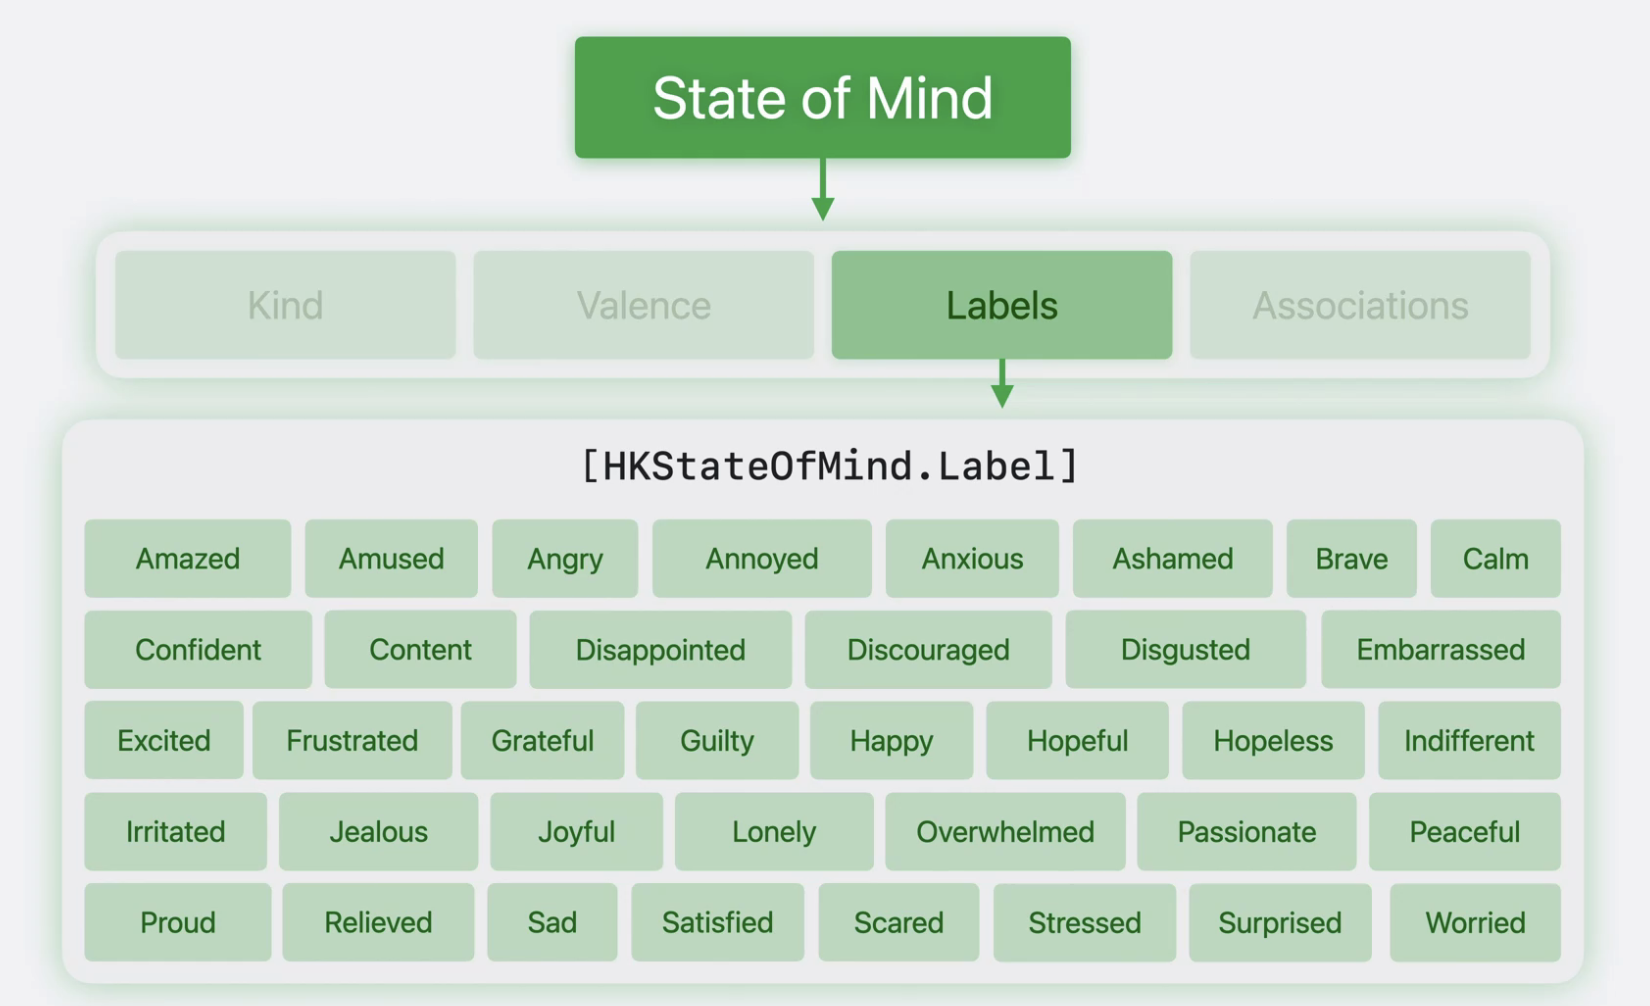 State of Mind
Kind Valence Labels Associations
[HKStateOfMind.Label]
Amazed Amused Angry Annoyed Anxious Ashamed Brave Calm
Confident Content Disappointed Discouraged Disgusted Embarrassed
Excited Frustrated Grateful Guilty Happy Hopeful Hopeless Indifferent
Irritated Jealous Joyful Lonely Overwhelmed Passionate Peaceful
Proud Relieved Sad Satisfied Scared Stressed Surprised Worried